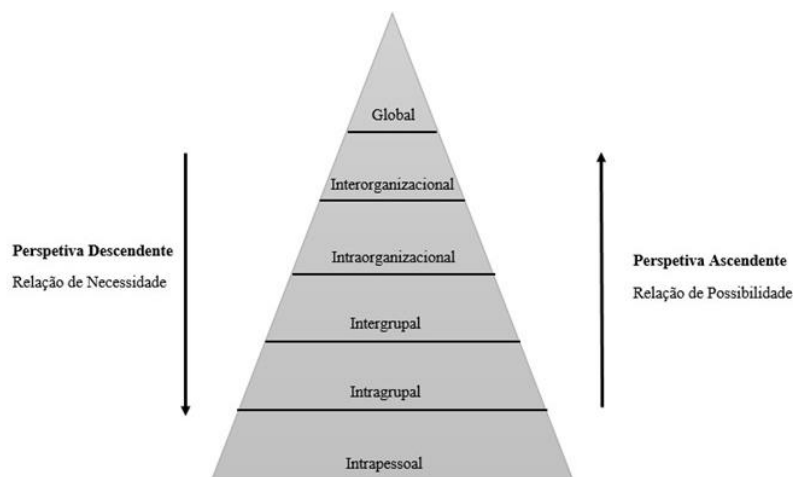 Global
Interorganizacional
Perspetiva Descendente
Relação de Necessidade
Intraorganizacional
Perspetiva Ascendente
Relação de Possibilidade
Intergrupal
Intragrupal
Intrapessoal